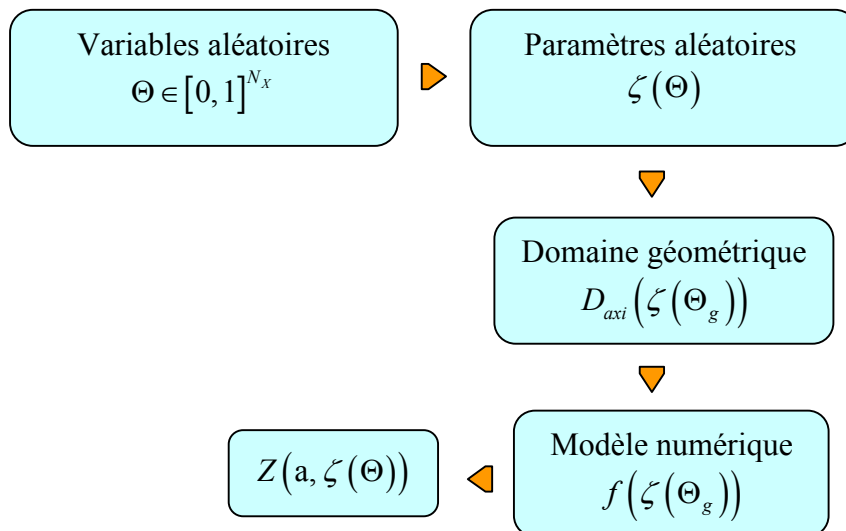 Variables aléatoires
Θ ∈ [0, 1]^{N_X}
Paramètres aléatoires
ζ(Θ)
Domaine géométrique
D_{axi}(ζ(Θ_g))
Modèle numérique
f(ζ(Θ_g))
Z(a, ζ(Θ))